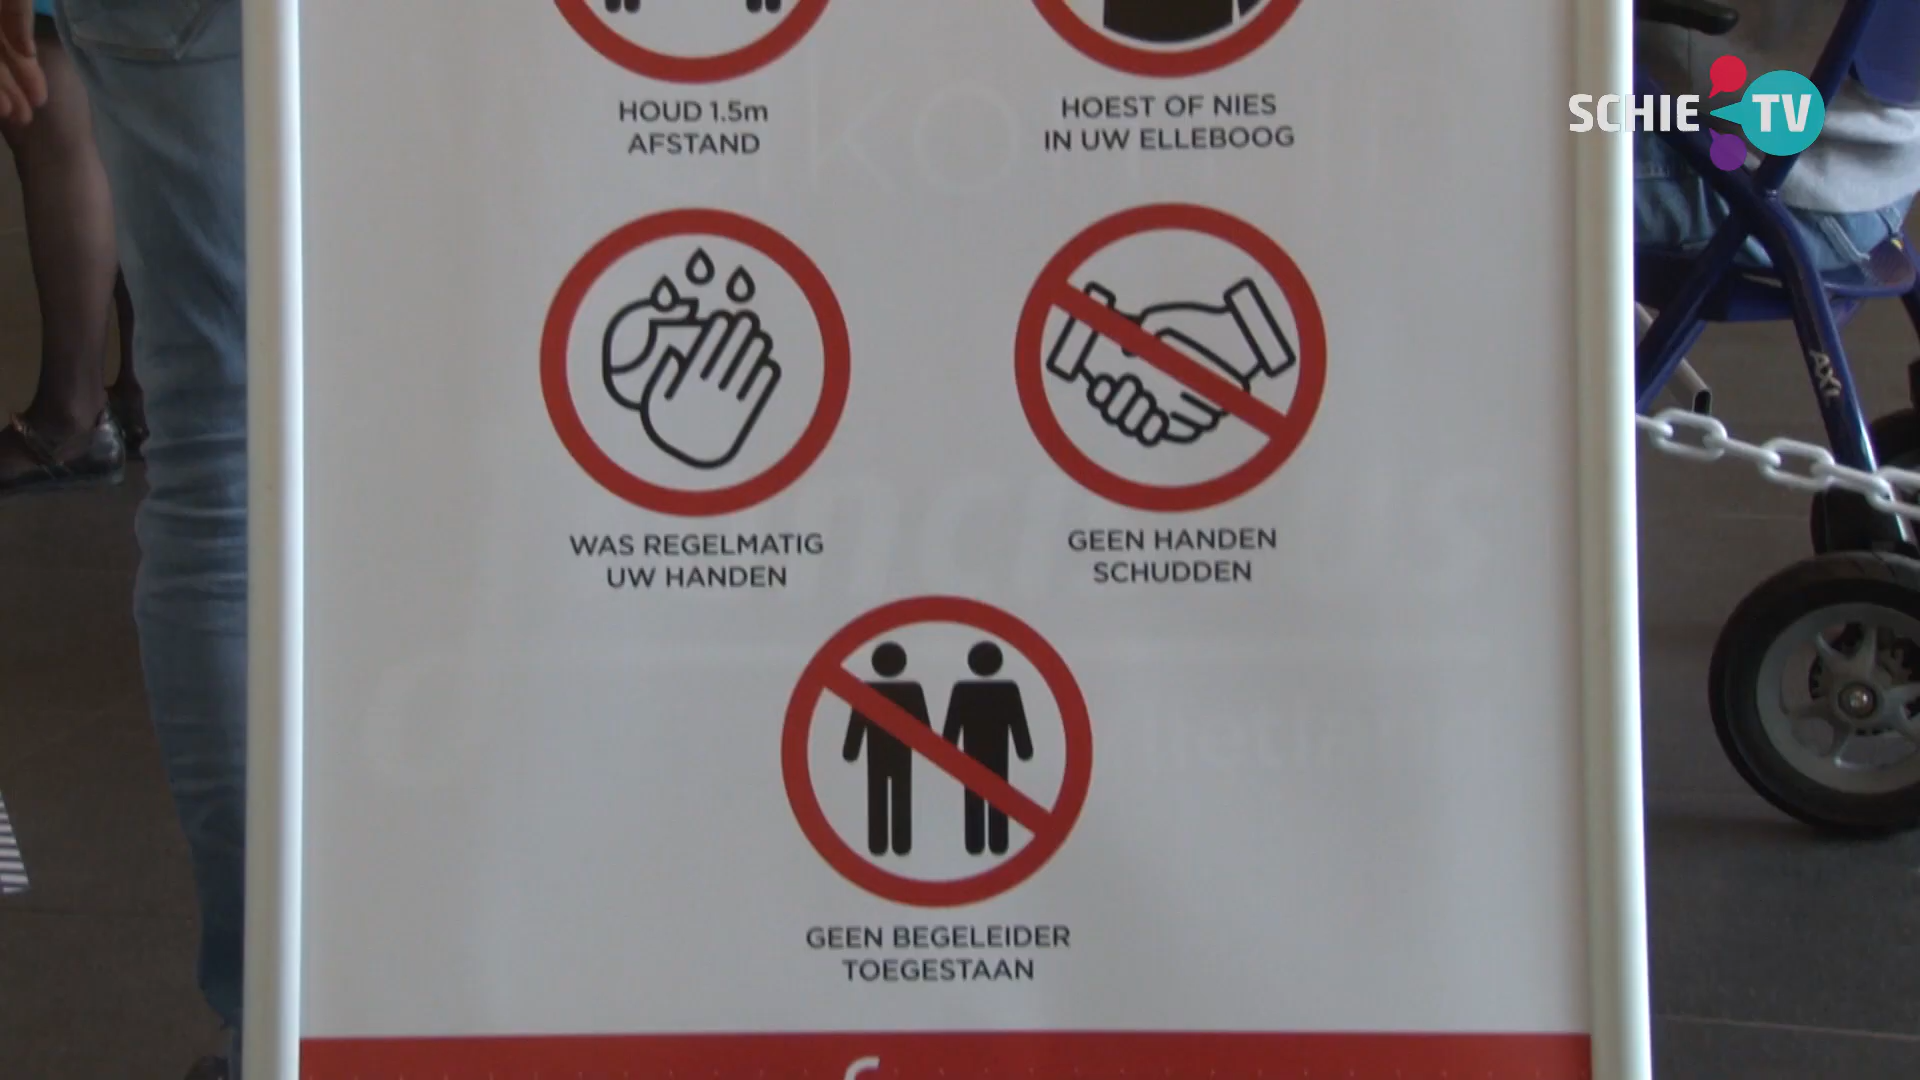 SCHIE TV
HOUD 1.5m
AFSTAND
HOEST OF NIES
IN UW ELLEBOOG
WAS REGELMATIG
UW HANDEN
GEEN HANDEN
SCHUDDEN
GEEN BEGELEIDER
TOEGESTAAN